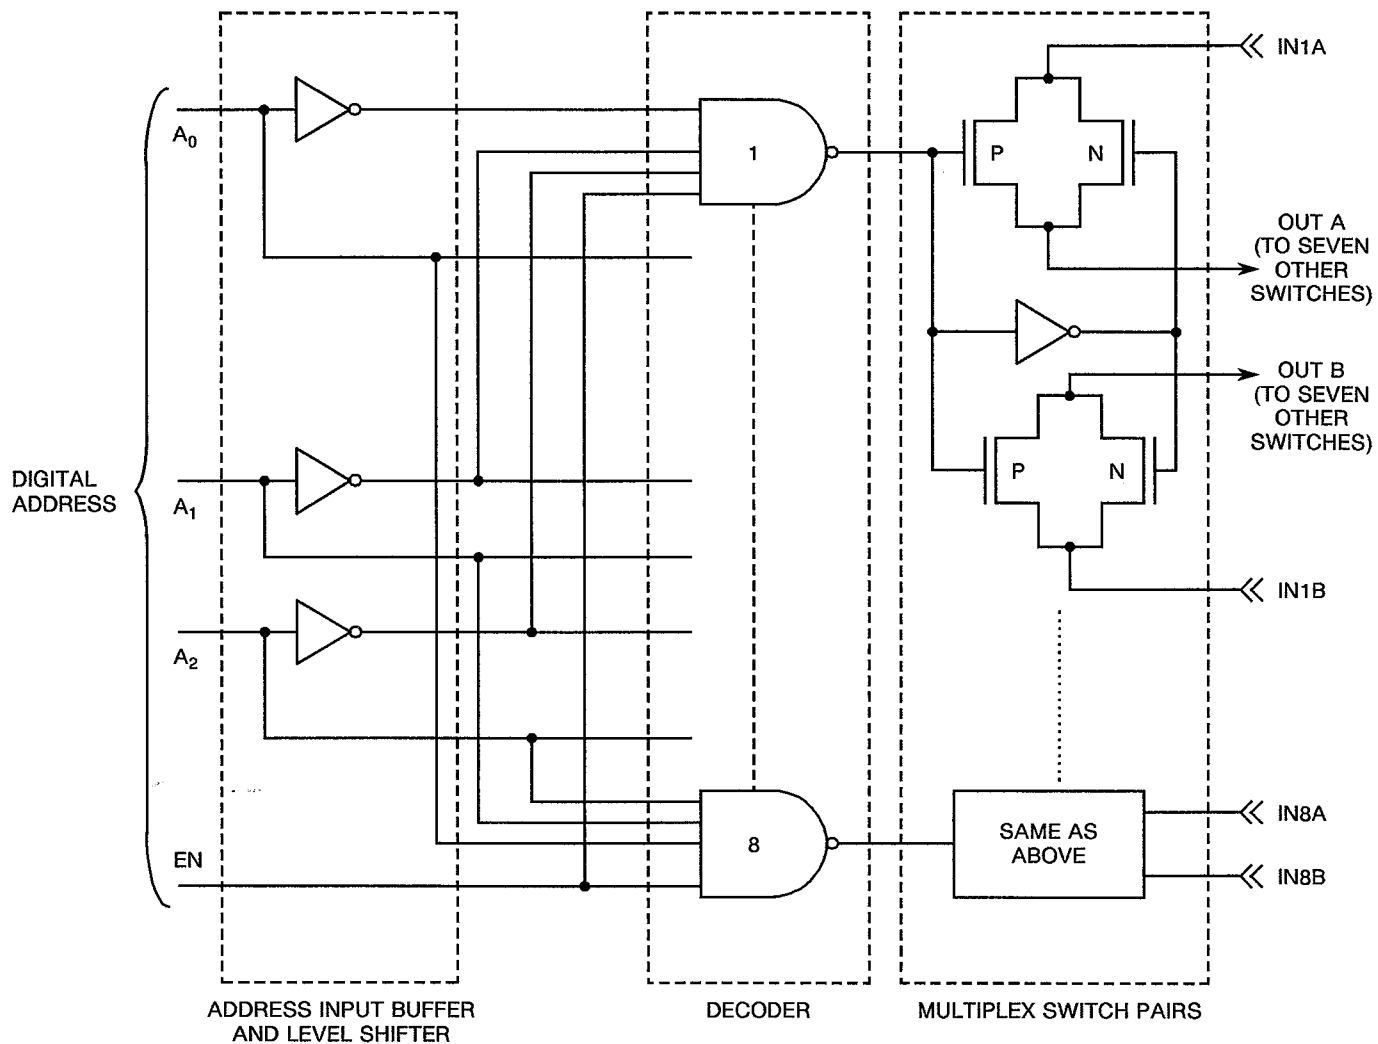 IN1A
A0
1
P
N
OUT A
(TO SEVEN
OTHER
SWITCHES)
OUT B
(TO SEVEN
OTHER
SWITCHES)
P
N
DIGITAL
ADDRESS
A1
IN1B
A2
EN
8
SAME AS
ABOVE
IN8A
IN8B
ADDRESS INPUT BUFFER
AND LEVEL SHIFTER
DECODER
MULTIPLEX SWITCH PAIRS